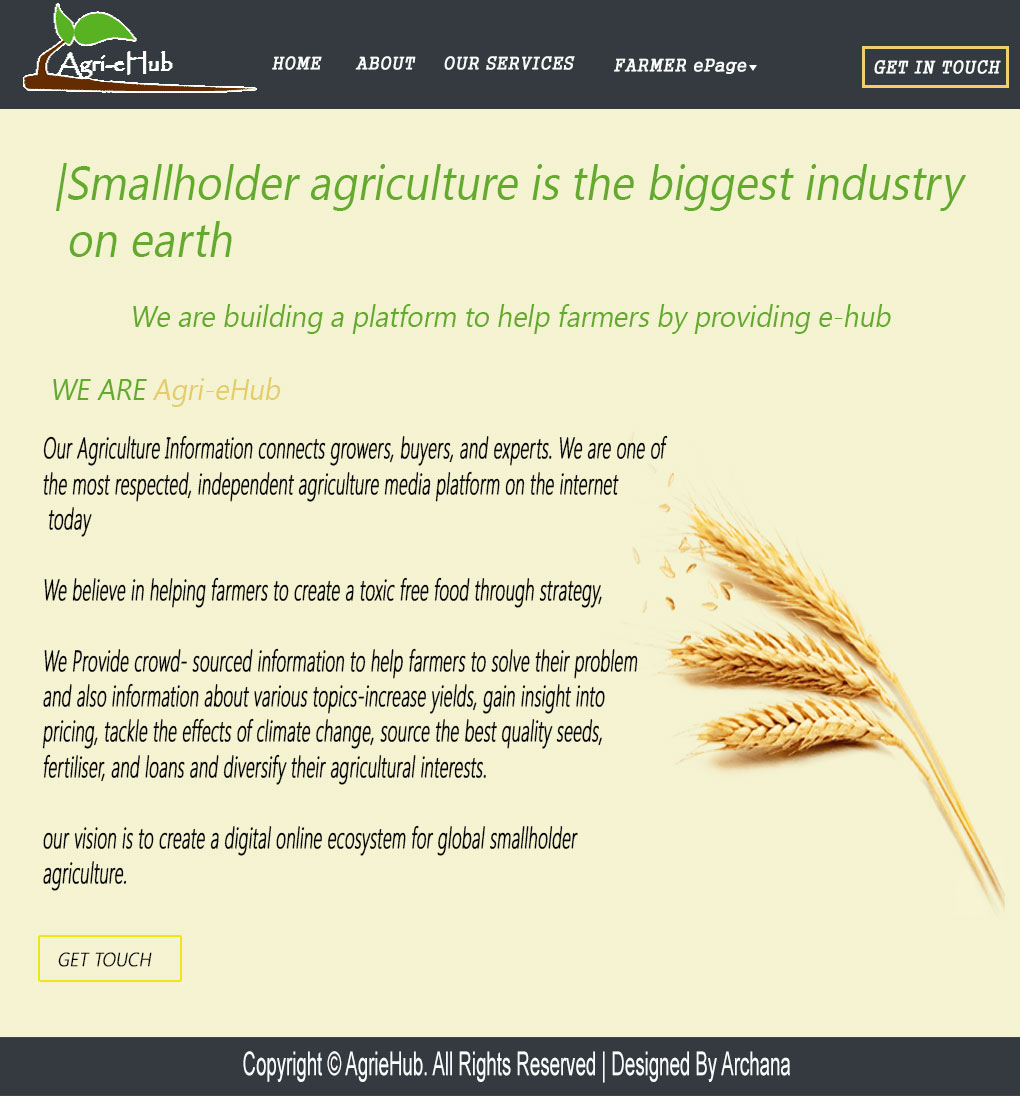 Agri-eHub
HOME ABOUT OUR SERVICES FARMER ePage GET IN TOUCH
|Smallholder agriculture is the biggest industry
on earth
We are building a platform to help farmers by providing e-hub
WE ARE Agri-eHub
Our Agriculture Information connects growers, buyers, and experts. We are one of
the most respected, independent agriculture media platform on the internet
today
We believe in helping farmers to create a toxic free food through strategy,
We Provide crowd- sourced information to help farmers to solve their problem
and also information about various topics-increase yields, gain insight into
pricing, tackle the effects of climate change, source the best quality seeds,
fertiliser, and loans and diversify their agricultural interests.
our vision is to create a digital online ecosystem for global smallholder
agriculture.
GET TOUCH
Copyright © AgrieHub. All Rights Reserved | Designed By Archana